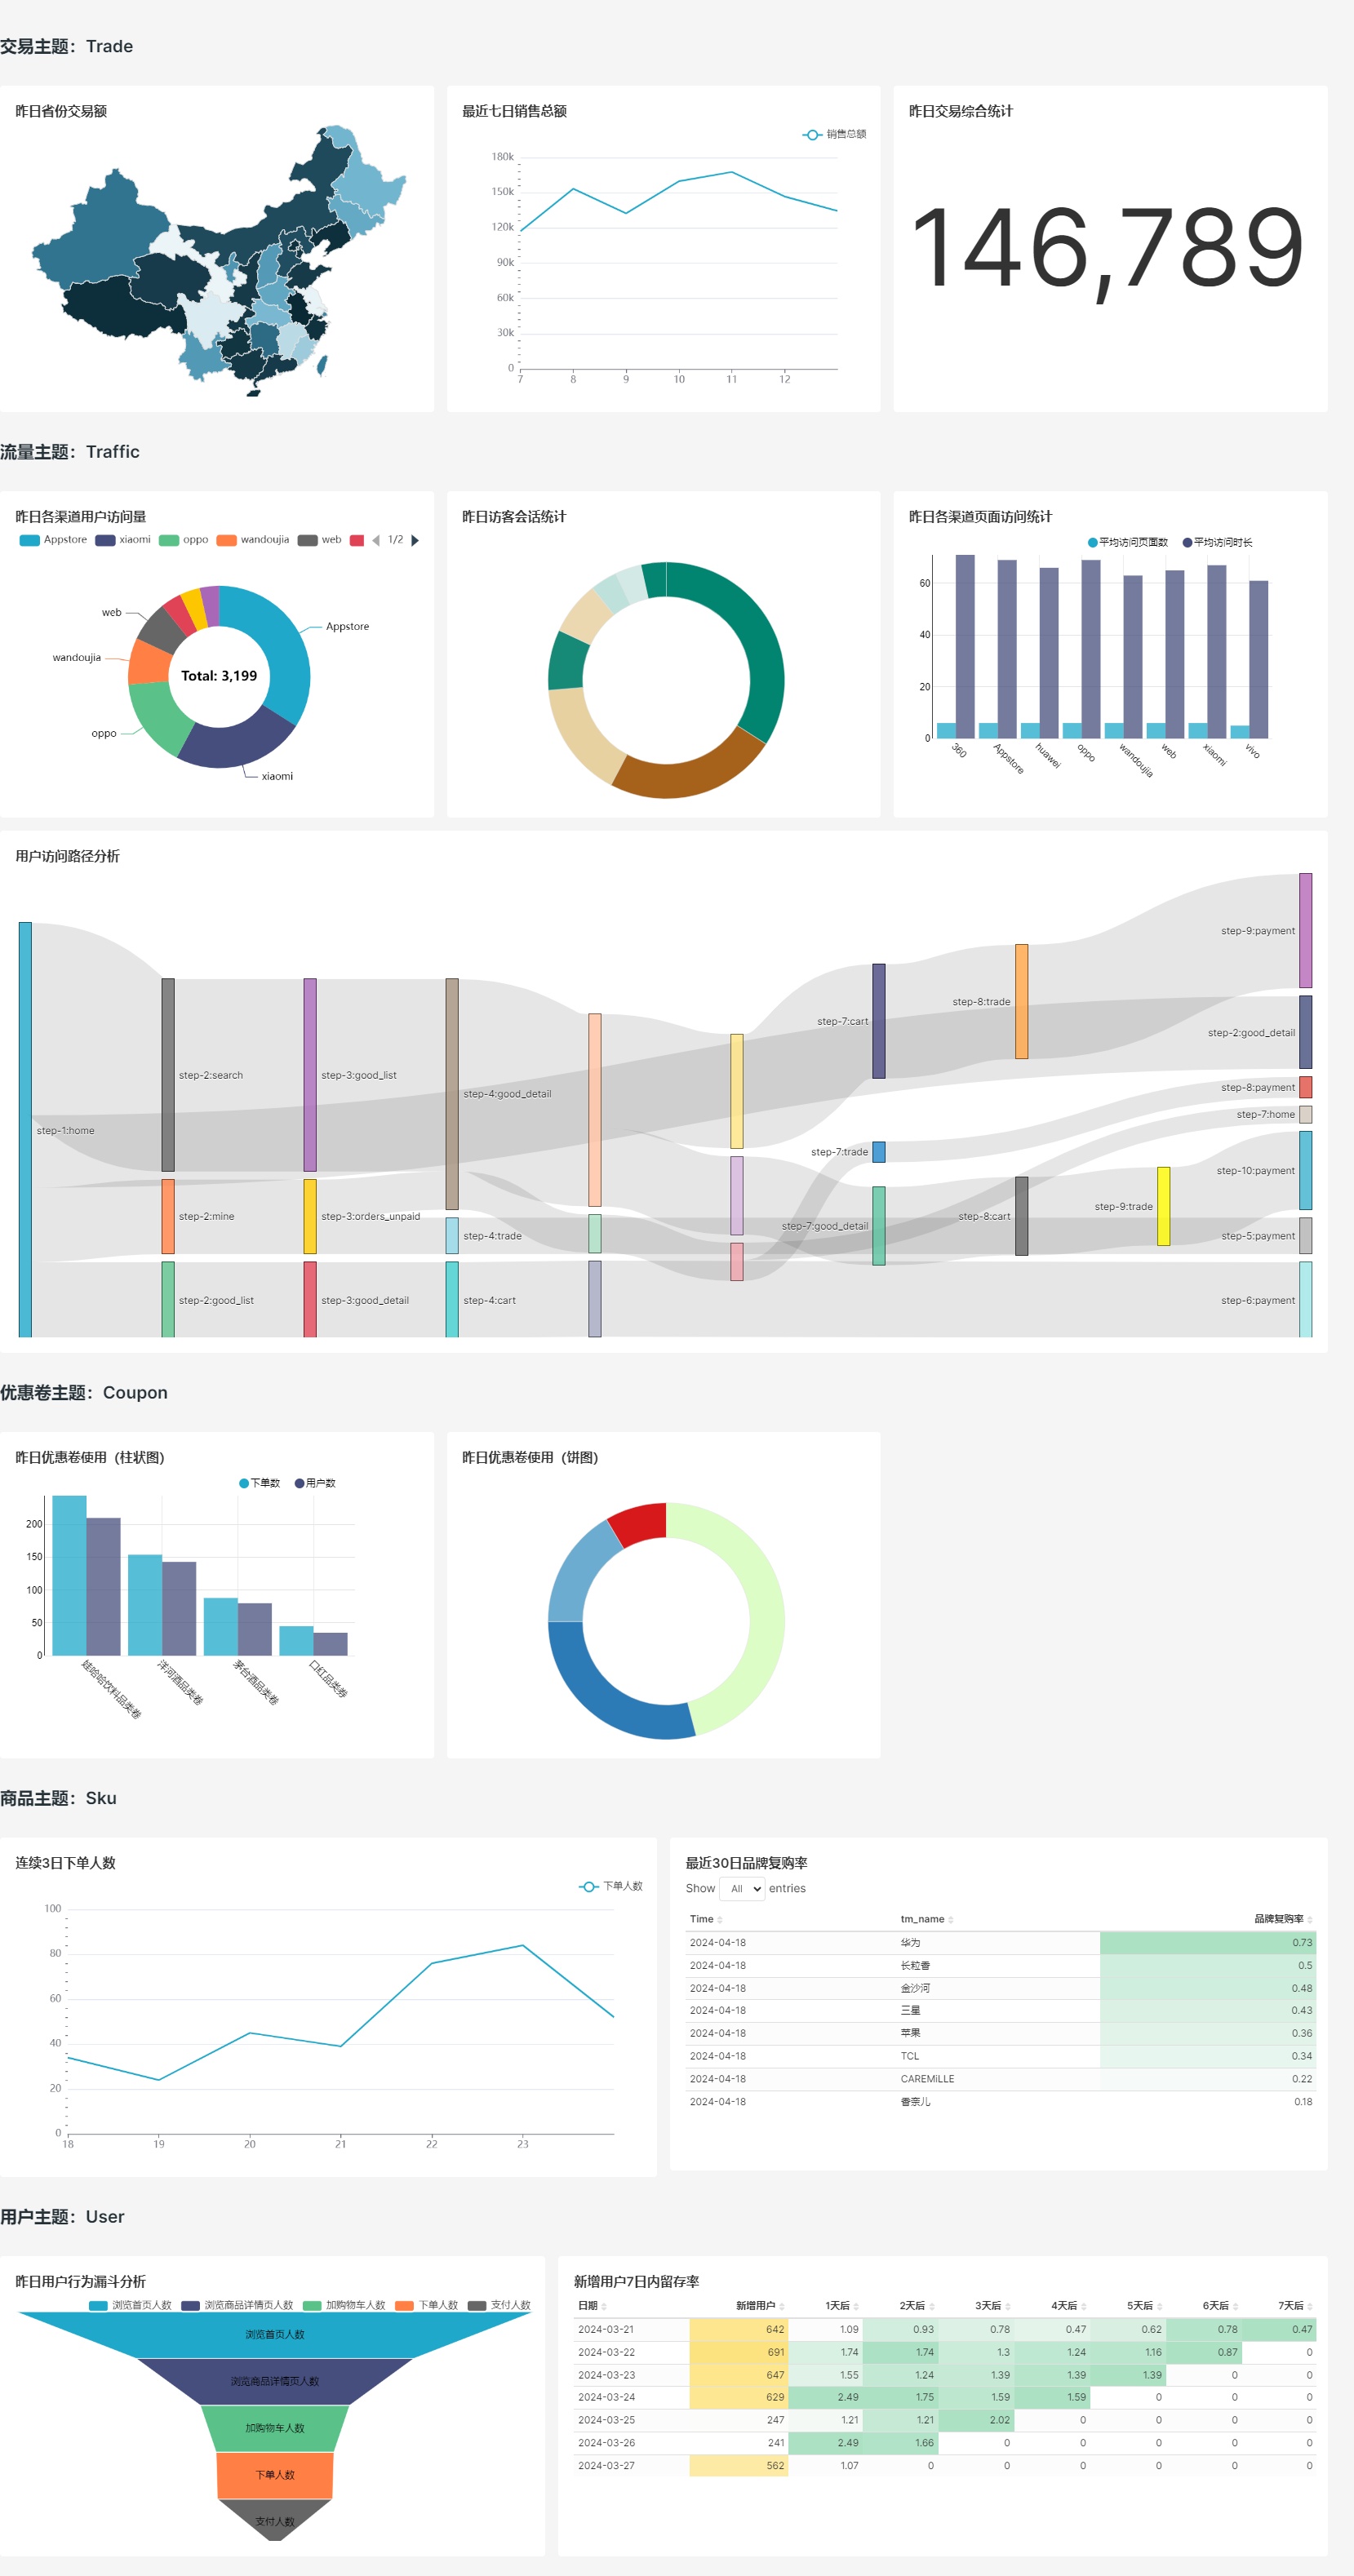 交易主题：Trade
昨日省份交易额
最近七日销售总额
销售总额
180k
150k
120k
90k
60k
30k
0
7 8 9 10 11 12
昨日交易综合统计
146,789
流量主题：Traffic
昨日各渠道用户访问量
Appstore xiaomi oppo wandoujia web 1/2
web
Appstore
wandoujia
Total: 3,199
oppo
xiaomi
昨日访客会话统计
昨日各渠道页面访问统计
平均访问页面数 平均访问时长
60
40
20
0
360 Appstore huawei oppo wandoujia web xiaomi vivo
用户访问路径分析
step-9:payment
step-8:trade
step-7:cart
step-2:good_detail
step-2:search
step-3:good_list
step-4:good_detail
step-8:payment
step-7:home
step-1:home
step-7:trade
step-10:payment
step-9:trade
step-2:mine
step-3:orders_unpaid
step-8:cart
step-7:good_detail
step-4:trade
step-5:payment
step-2:good_list
step-3:good_detail
step-4:cart
step-6:payment
优惠卷主题：Coupon
昨日优惠卷使用（柱状图）
下单数 用户数
200
150
100
50
0
娃哈哈饮料品类卷 洋河酒品类卷 茅台酒品类卷 口红品类券
昨日优惠卷使用（饼图）
商品主题：Sku
连续3日下单人数
下单人数
100
80
60
40
20
0
18 19 20 21 22 23
最近30日品牌复购率
Show All entries
Time tm_name 品牌复购率
2024-04-18 华为 0.73
2024-04-18 长粒香 0.5
2024-04-18 金沙河 0.48
2024-04-18 三星 0.43
2024-04-18 苹果 0.36
2024-04-18 TCL 0.34
2024-04-18 CAREMiLLE 0.22
2024-04-18 香奈儿 0.18
用户主题：User
昨日用户行为漏斗分析
浏览首页人数 浏览商品详情页人数 加购物车人数 下单人数 支付人数
浏览首页人数
浏览商品详情页人数
加购物车人数
下单人数
支付人数
新增用户7日内留存率
日期 新增用户 1天后 2天后 3天后 4天后 5天后 6天后 7天后
2024-03-21 642 1.09 0.93 0.78 0.47 0.62 0.78 0.47
2024-03-22 691 1.74 1.74 1.3 1.24 1.16 0.87 0
2024-03-23 647 1.55 1.24 1.39 1.39 1.39 0 0
2024-03-24 629 2.49 1.75 1.59 1.59 0 0 0
2024-03-25 247 1.21 1.21 2.02 0 0 0 0
2024-03-26 241 2.49 1.66 0 0 0 0 0
2024-03-27 562 1.07 0 0 0 0 0 0